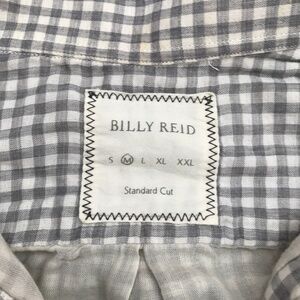 BILLY REID
S M L XL XXL
Standard Cut